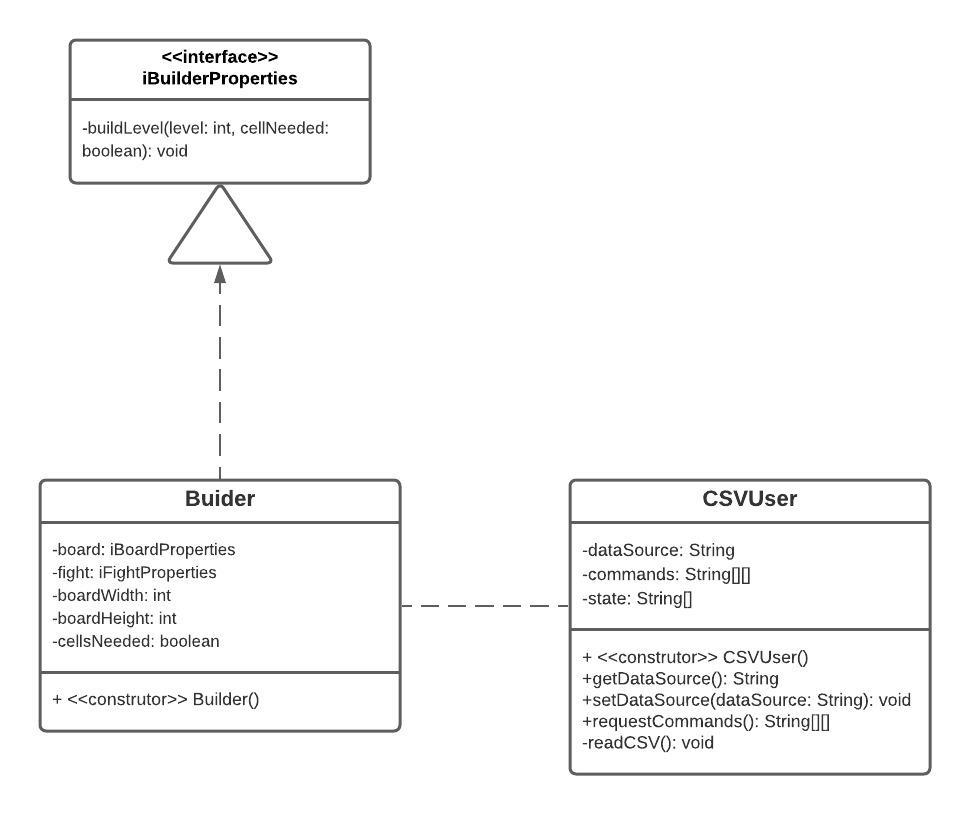 <<interface>>
iBuilderProperties
-buildLevel(level: int, cellNeeded:
boolean): void
Buider
-board: iBoardProperties
-fight: iFightProperties
-boardWidth: int
-boardHeight: int
-cellsNeeded: boolean
+ <<construtor>> Builder()
CSVUser
-dataSource: String
-commands: String[][]
-state: String[]
+ <<construtor>> CSVUser()
+getDataSource(): String
+setDataSource(dataSource: String): void
+requestCommands(): String[][]
-readCSV(): void